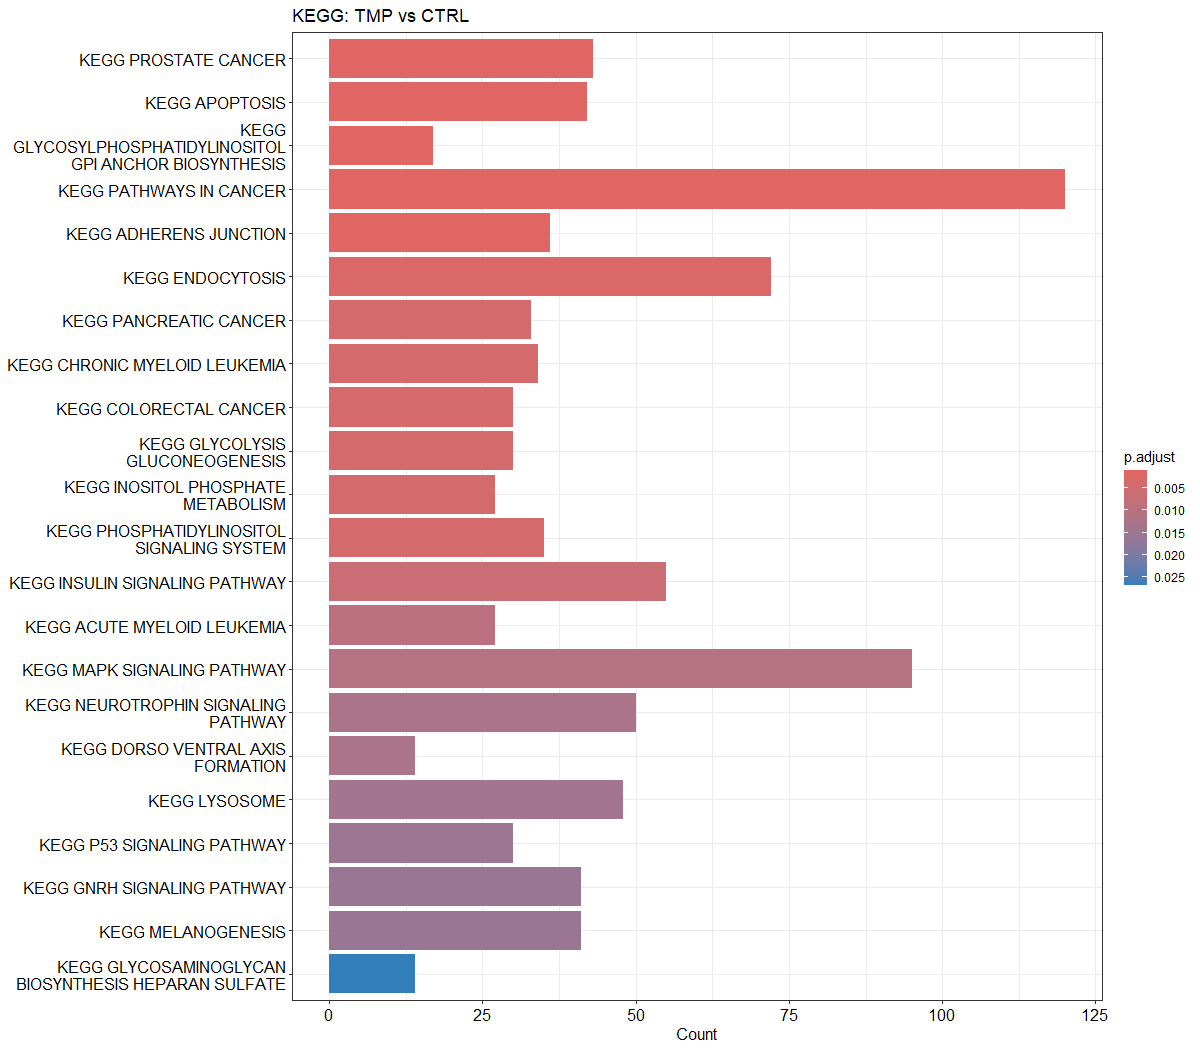 KEGG: TMP vs CTRL
KEGG PROSTATE CANCER
KEGG APOPTOSIS
KEGG
GLYCOSYLPHOSPHATIDYLINOSITOL
GPI ANCHOR BIOSYNTHESIS
KEGG PATHWAYS IN CANCER
KEGG ADHERENS JUNCTION
KEGG ENDOCYTOSIS
KEGG PANCREATIC CANCER
KEGG CHRONIC MYELOID LEUKEMIA
KEGG COLORECTAL CANCER
KEGG GLYCOLYSIS
GLUCONEOGENESIS
KEGG INOSITOL PHOSPHATE
METABOLISM
KEGG PHOSPHATIDYLINOSITOL
SIGNALING SYSTEM
KEGG INSULIN SIGNALING PATHWAY
KEGG ACUTE MYELOID LEUKEMIA
KEGG MAPK SIGNALING PATHWAY
KEGG NEUROTROPHIN SIGNALING
PATHWAY
KEGG DORSO VENTRAL AXIS
FORMATION
KEGG LYSOSOME
KEGG P53 SIGNALING PATHWAY
KEGG GNRH SIGNALING PATHWAY
KEGG MELANOGENESIS
KEGG GLYCOSAMINOGLYCAN
BIOSYNTHESIS HEPARAN SULFATE
0 25 50 75 100 125
Count
p.adjust
0.005
0.010
0.015
0.020
0.025